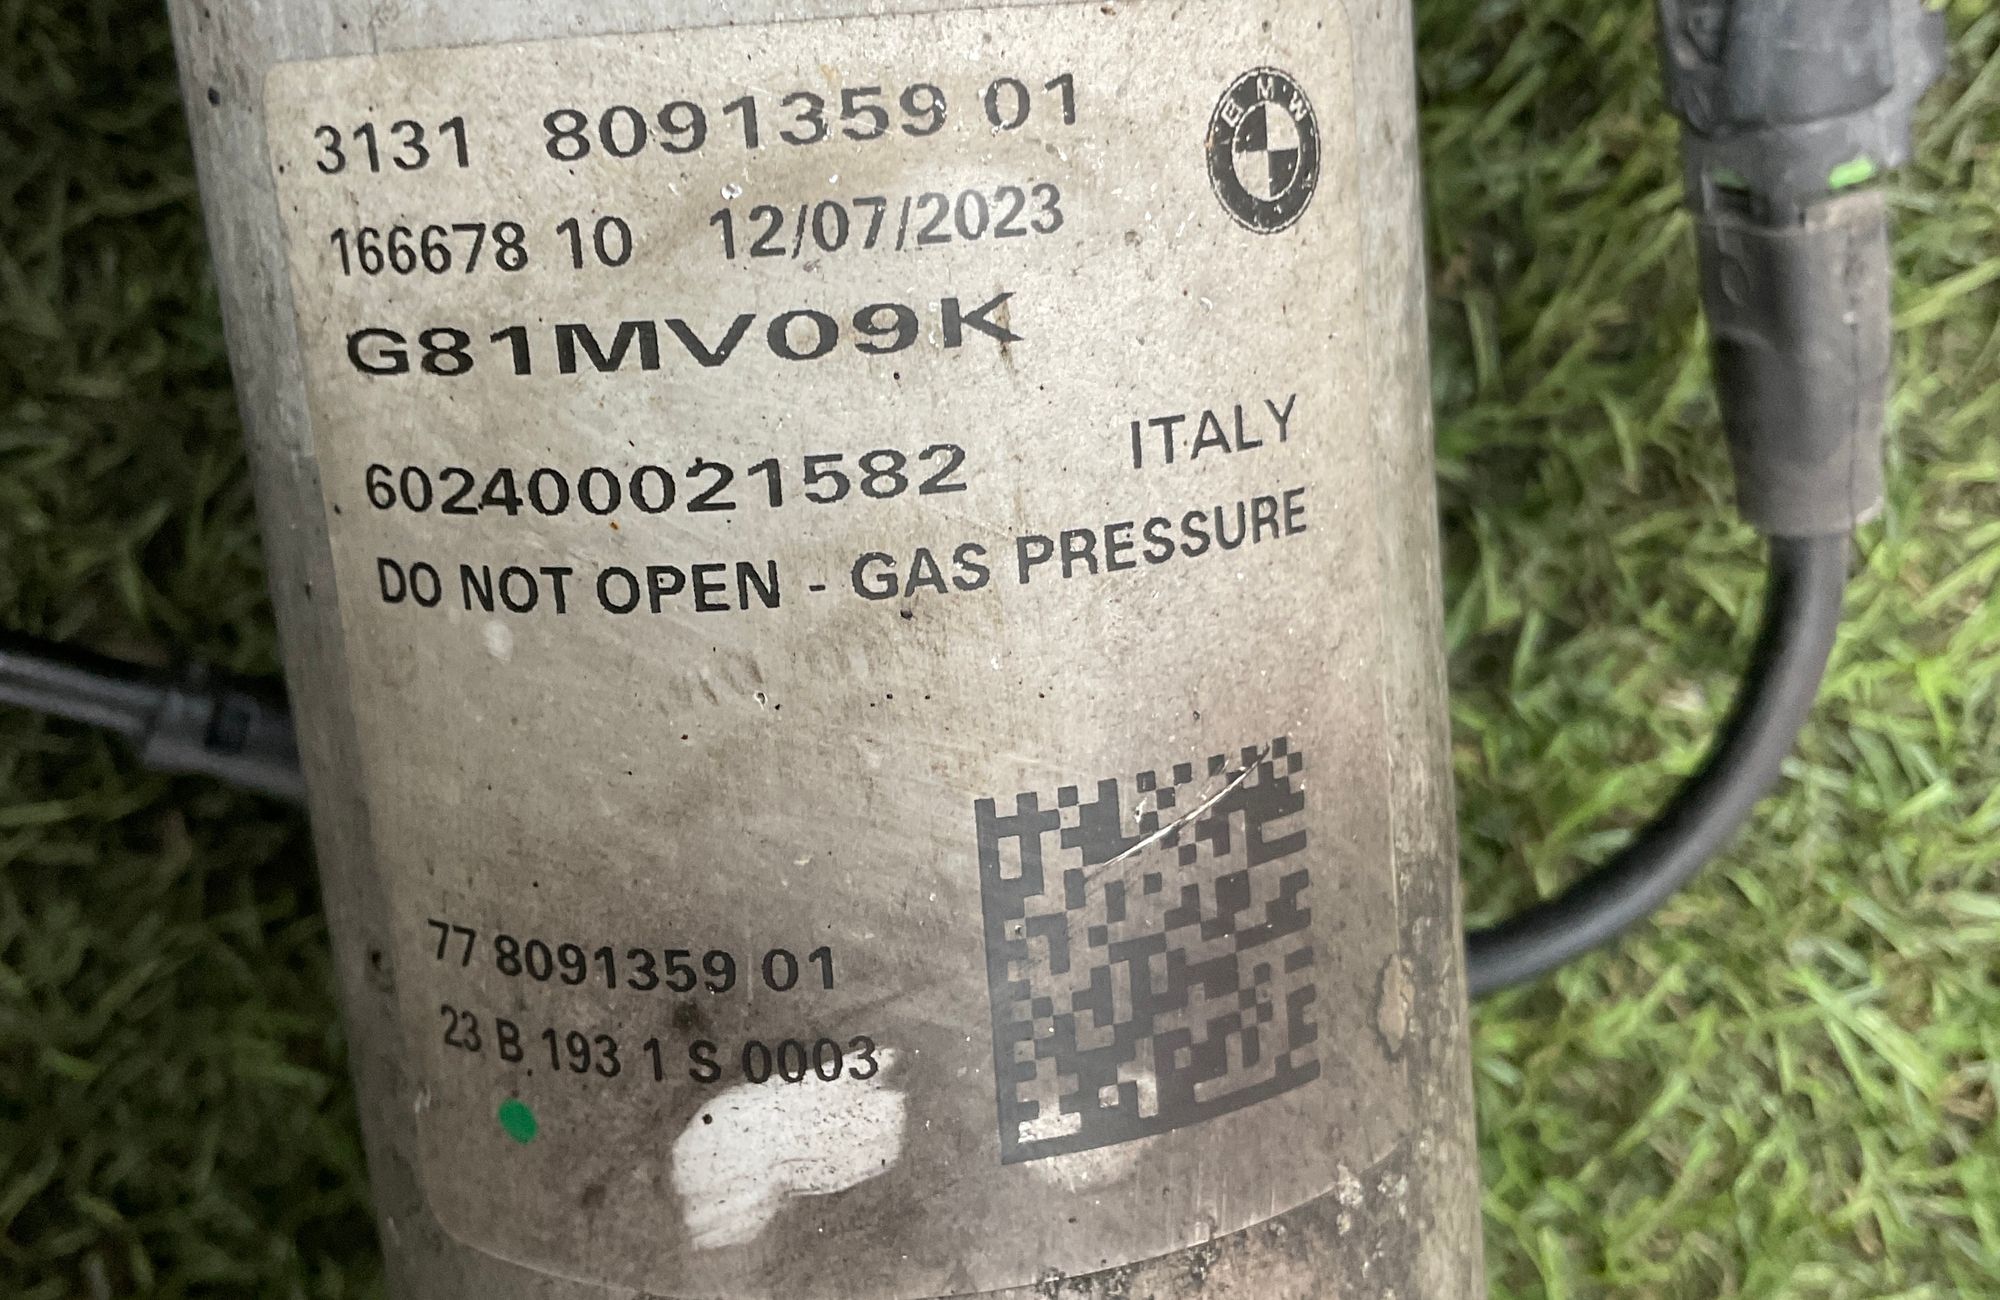 3131 8091359 01
BMW
166678 10 12/07/2023
G81MV09K
602400021582 ITALY
DO NOT OPEN - GAS PRESSURE
77 8091359 01
23 B 193 1 S 0003